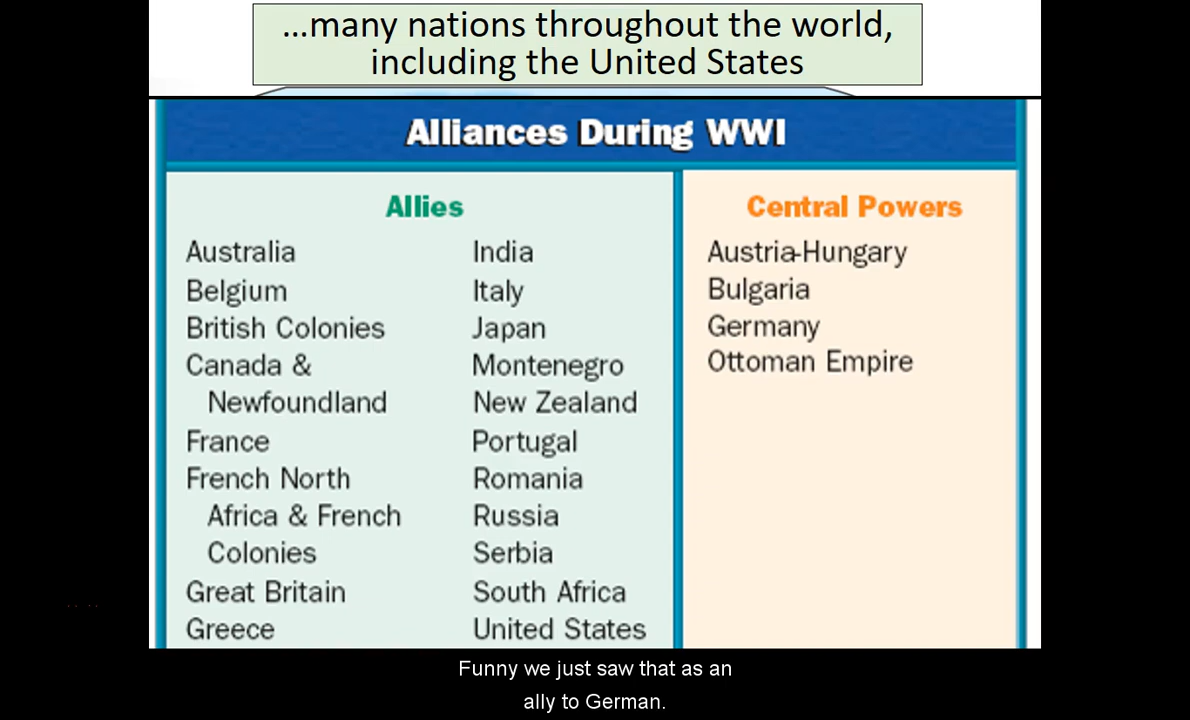 ...many nations throughout the world,
including the United States
Alliances During WWI
Allies
Australia
Belgium
British Colonies
Canada &
Newfoundland
France
French North
Africa & French
Colonies
Great Britain
Greece
India
Italy
Japan
Montenegro
New Zealand
Portugal
Romania
Russia
Serbia
South Africa
United States
Central Powers
Austria-Hungary
Bulgaria
Germany
Ottoman Empire
Funny we just saw that as an
ally to German.